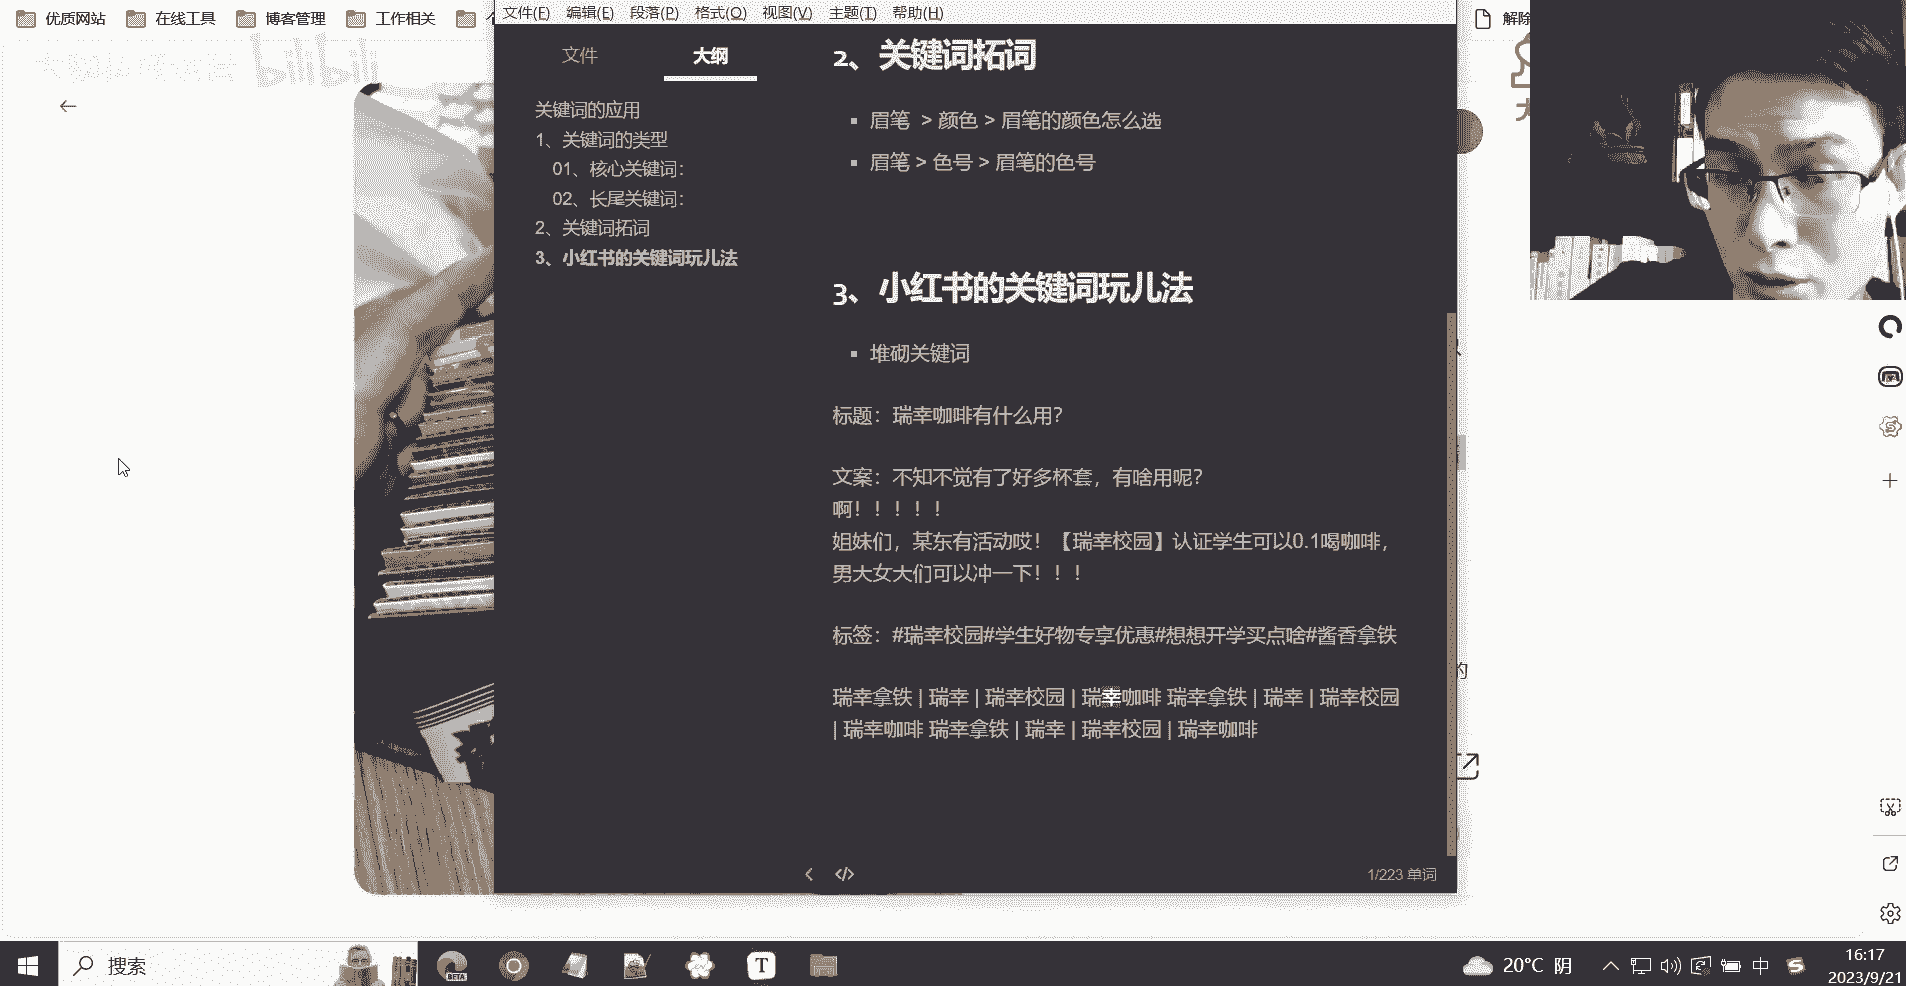 优质网站
在线工具
博客管理
工作相关
文件(F) 编辑(E) 段落(P) 格式(O) 视图(V) 主题(T) 帮助(H)
解除
bilibili
文件
大纲
关键词的应用
1、关键词的类型
01、核心关键词：
02、长尾关键词：
2、关键词拓词
3、小红书的关键词玩儿法
2、关键词拓词
眉笔 > 颜色 > 眉笔的颜色怎么选
眉笔 > 色号 > 眉笔的色号
3、小红书的关键词玩儿法
堆砌关键词
标题：瑞幸咖啡有什么用？
文案：不知不觉有了好多杯套，有啥用呢？
啊！！！！！
姐妹们，某东有活动哎！【瑞幸校园】认证学生可以0.1喝咖啡，
男大女大们可以冲一下！！！
标签：#瑞幸校园#学生好物专享优惠#想想开学买点啥#酱香拿铁
瑞幸拿铁 | 瑞幸 | 瑞幸校园 | 瑞幸咖啡 瑞幸拿铁 | 瑞幸 | 瑞幸校园
| 瑞幸咖啡 瑞幸拿铁 | 瑞幸 | 瑞幸校园 | 瑞幸咖啡
的
1/223 单词
搜索
BETA
T
20°C 阴
中
S
16:17
2023/9/21